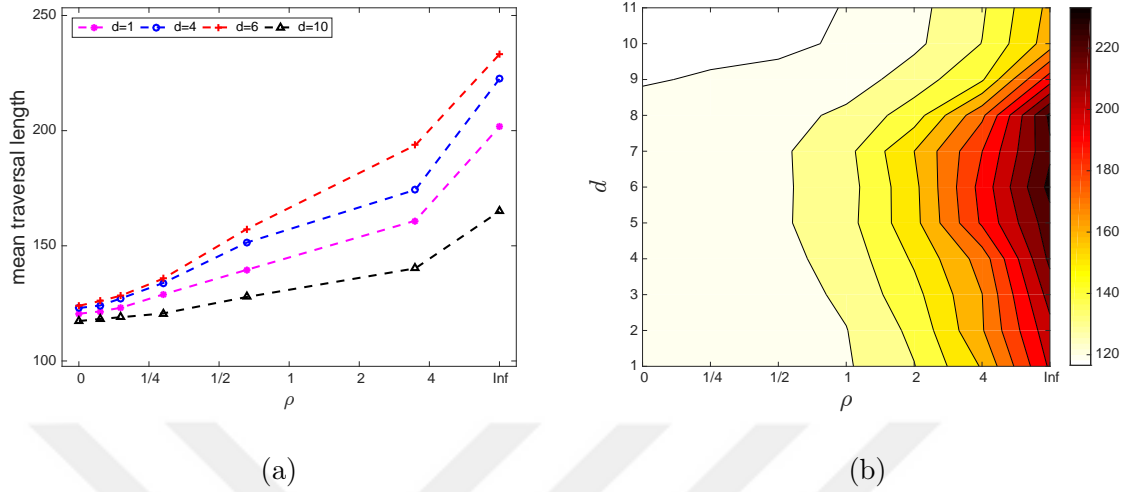 250
200
150
100
mean traversal length
d=1 d=4 d=6 d=10
0 1/4 1/2 1 2 4 Inf
ρ
(a)
11
10
9
8
7
6
5
4
3
2
1
d
0 1/4 1/2 1 2 4 Inf
ρ
220
200
180
160
140
120
(b)